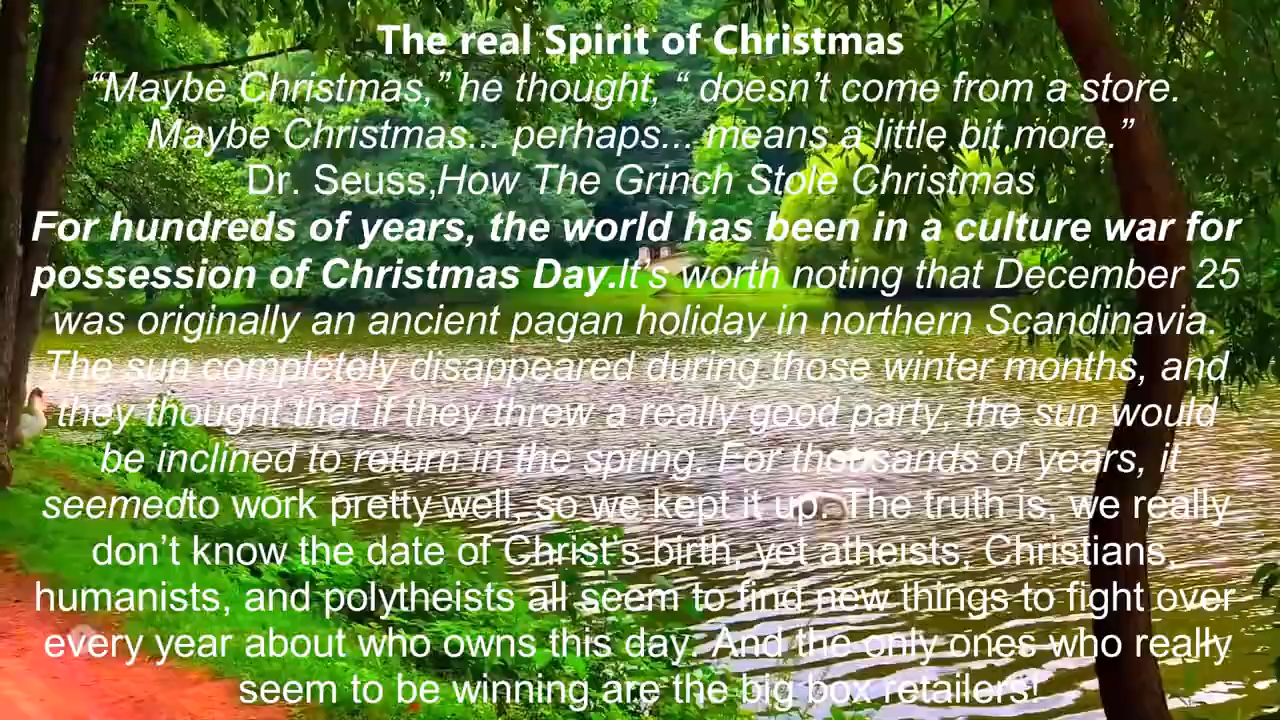 The real Spirit of Christmas
“Maybe Christmas,” he thought, “ doesn’t come from a store.
Maybe Christmas... perhaps... means a little bit more.”
Dr. Seuss,How The Grinch Stole Christmas
For hundreds of years, the world has been in a culture war for
possession of Christmas Day.It’s worth noting that December 25
was originally an ancient pagan holiday in northern Scandinavia.
The sun completely disappeared during those winter months, and
they thought that if they threw a really good party, the sun would
be inclined to return in the spring. For thousands of years, it
seemedto work pretty well, so we kept it up. The truth is, we really
don’t know the date of Christ’s birth, yet atheists, Christians,
humanists, and polytheists all seem to find new things to fight over
every year about who owns this day. And the only ones who really
seem to be winning are the big box retailers!